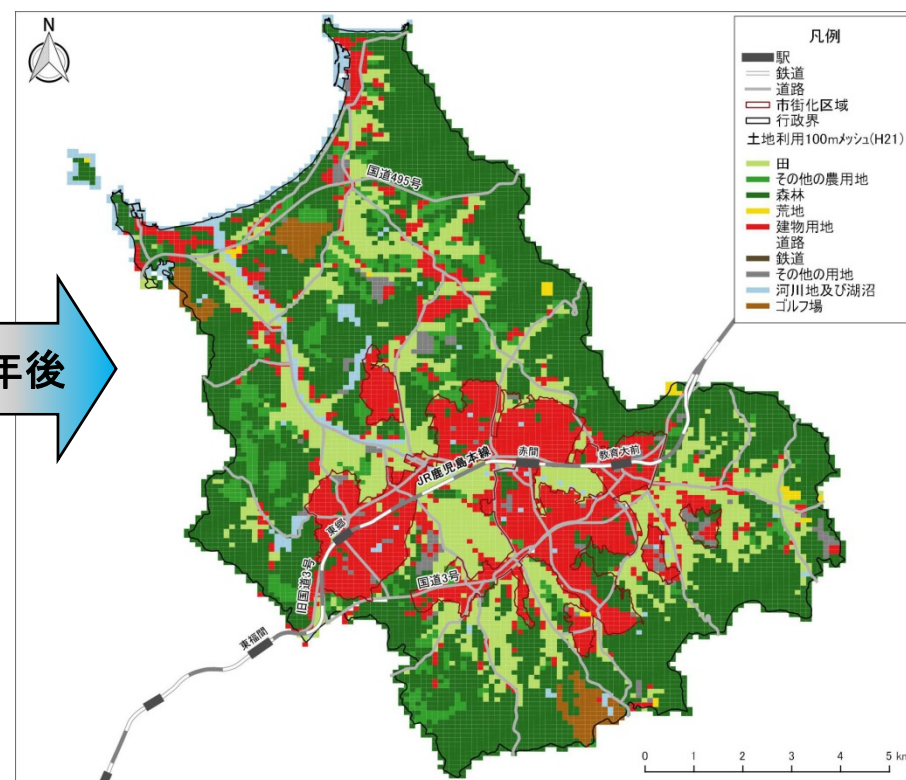 年後
N
凡例
駅
鉄道
道路
市街化区域
行政界
土地利用100mメッシュ(H21)
田
その他の農用地
森林
荒地
建物用地
道路
鉄道
その他の用地
河川地及び湖沼
ゴルフ場
国道495号
JR鹿児島本線
赤間
教育大前
東郷
旧国道3号
国道3号
東福間
0 1 2 3 4 5 km